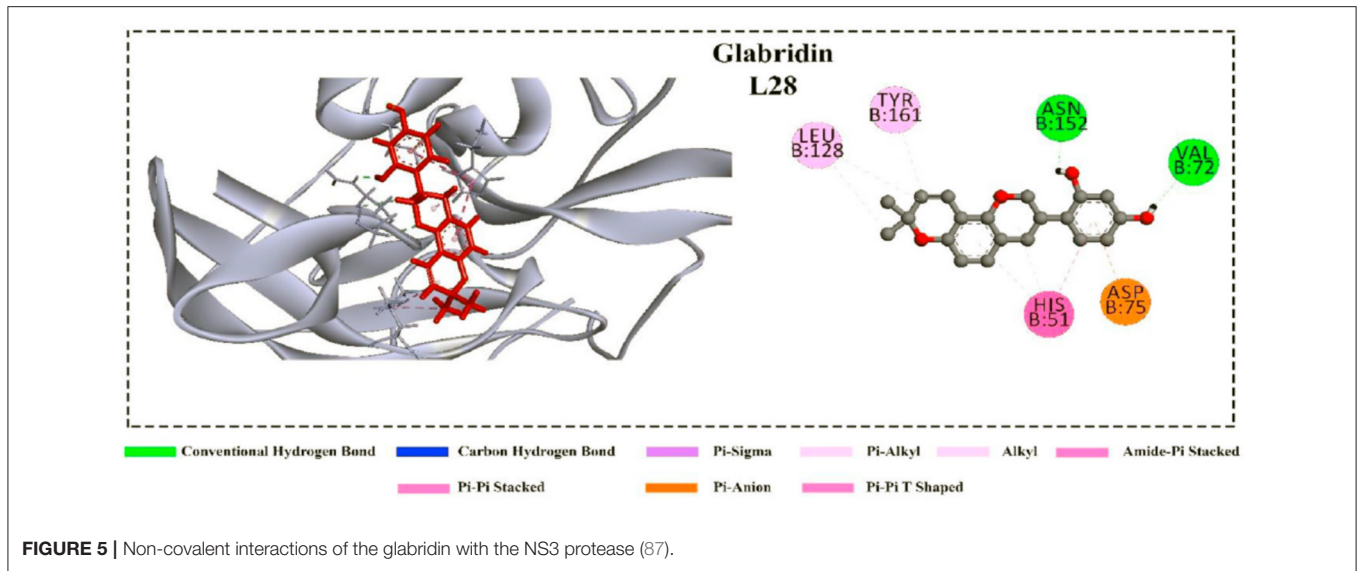 Glabridin
L28
TYR
B:161
LEU
B:128
ASN
B:152
VAL
B:72
HIS
B:51
ASP
B:75
Conventional Hydrogen Bond Carbon Hydrogen Bond Pi-Sigma Pi-Alkyl Alkyl Amide-Pi Stacked
Pi-Pi Stacked Pi-Anion Pi-Pi T Shaped
FIGURE 5 | Non-covalent interactions of the glabridin with the NS3 protease (87).